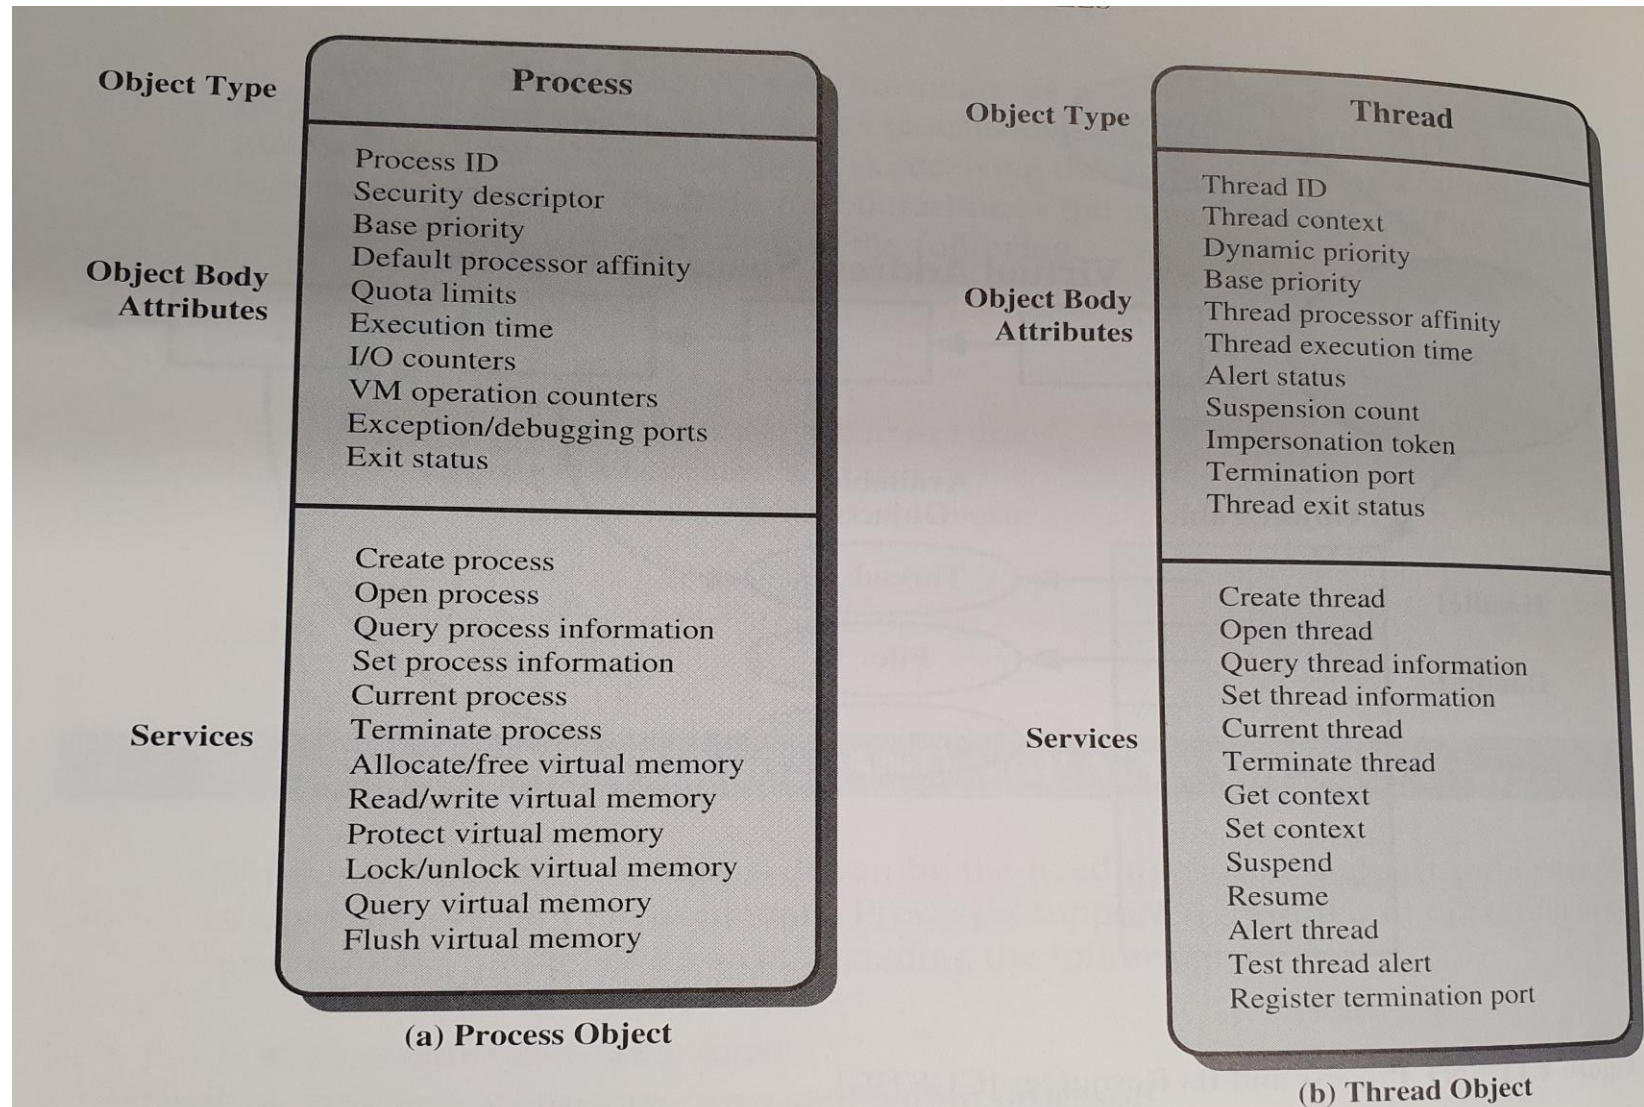 Object Type
Process
Object Body
Attributes
Process ID
Security descriptor
Base priority
Default processor affinity
Quota limits
Execution time
I/O counters
VM operation counters
Exception/debugging ports
Exit status
Services
Create process
Open process
Query process information
Set process information
Current process
Terminate process
Allocate/free virtual memory
Read/write virtual memory
Protect virtual memory
Lock/unlock virtual memory
Query virtual memory
Flush virtual memory
(a) Process Object
Object Type
Thread
Object Body
Attributes
Thread ID
Thread context
Dynamic priority
Base priority
Thread processor affinity
Thread execution time
Alert status
Suspension count
Impersonation token
Termination port
Thread exit status
Services
Create thread
Open thread
Query thread information
Set thread information
Current thread
Terminate thread
Get context
Set context
Suspend
Resume
Alert thread
Test thread alert
Register termination port
(b) Thread Object